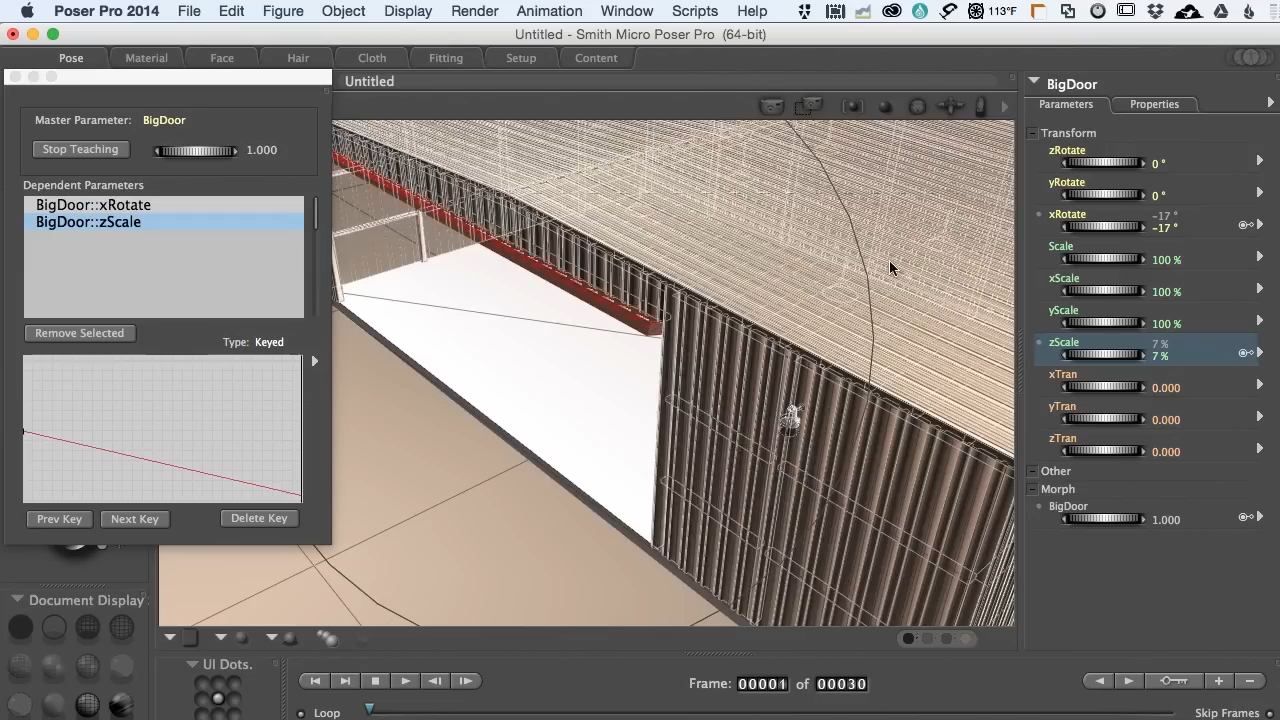 Poser Pro 2014 File Edit Figure Object Display Render Animation Window Scripts Help 113°F
Untitled - Smith Micro Poser Pro (64-bit)
Pose Material Face Hair Cloth Fitting Setup Content
Untitled
BigDoor
Parameters Properties
Master Parameter: BigDoor
Stop Teaching 1.000
Dependent Parameters
BigDoor::xRotate
BigDoor::zScale
Remove Selected
Type: Keyed
Prev Key Next Key Delete Key
Transform
zRotate
0 °
yRotate
0 °
xRotate -17 °
-17 °
Scale
100 %
xScale
100 %
yScale
100 %
zScale 7 %
7 %
xTran
0.000
yTran
0.000
zTran
0.000
Other
Morph
BigDoor
1.000
Document Display
UI Dots.
Frame: 00001 of 00030
Loop
Skip Frames